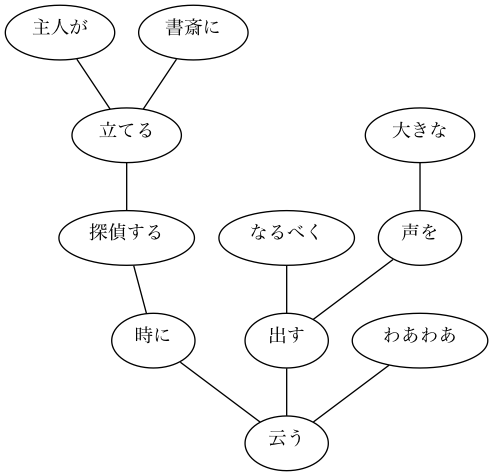 主人が
書斎に
立てる
大きな
探偵する
なるべく
声を
時に
出す
わあわあ
云う